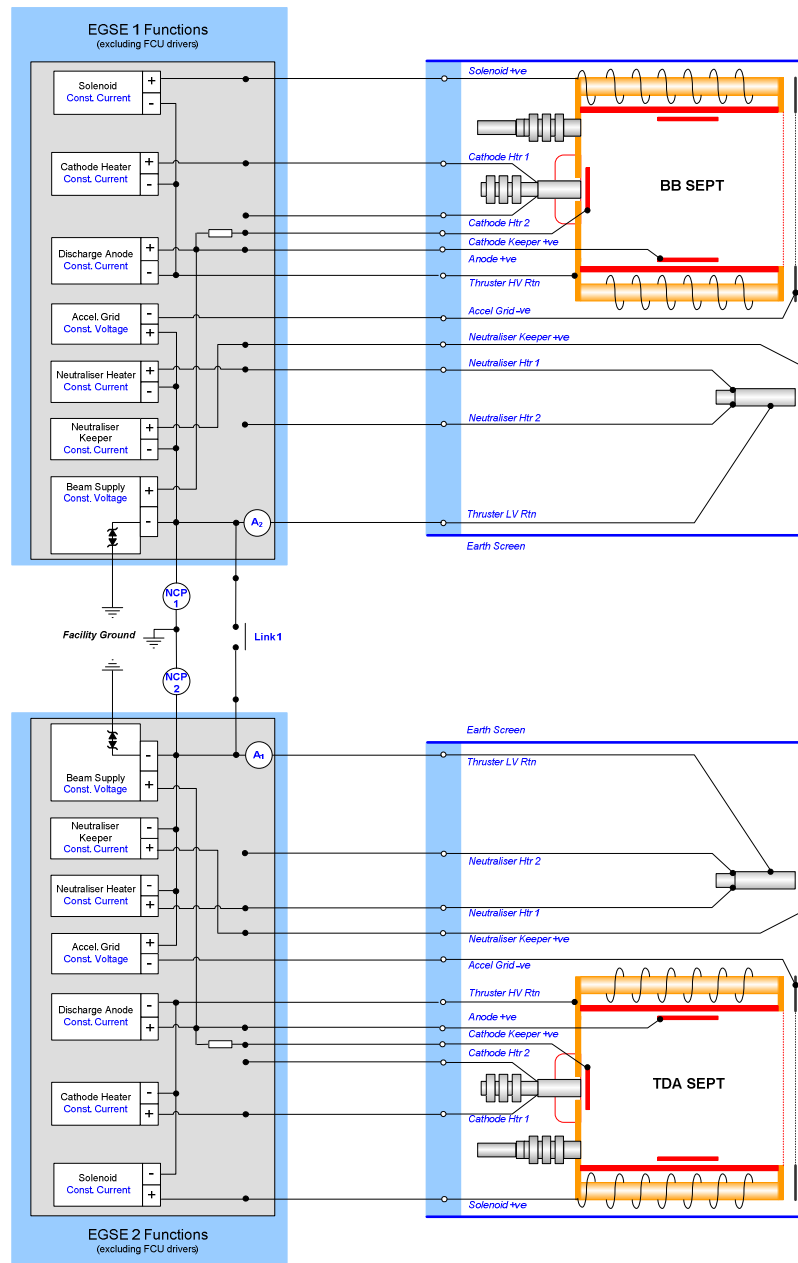 EGSE 1 Functions
(excluding FCU drivers)
Solenoid
Const. Current
+
-
Solenoid +ve
Cathode Heater
Const. Current
+
-
Cathode Htr 1
BB SEPT
Cathode Htr 2
Cathode Keeper +ve
Discharge Anode
Const. Current
+
-
Anode +ve
Thruster HV Rtn
Accel. Grid
Const. Voltage
-
+
Accel Grid -ve
Neutraliser Keeper +ve
Neutraliser Heater
Const. Current
+
-
Neutraliser Htr 1
Neutraliser
Keeper
Const. Current
+
-
Neutraliser Htr 2
Beam Supply
Const. Voltage
+
-
A2
Thruster LV Rtn
Earth Screen
NCP
1
Facility Ground
Link1
NCP
2
Earth Screen
Beam Supply
Const. Voltage
-
+
A1
Thruster LV Rtn
Neutraliser
Keeper
Const. Current
-
+
Neutraliser Htr 2
Neutraliser Heater
Const. Current
-
+
Neutraliser Htr 1
Neutraliser Keeper +ve
Accel. Grid
Const. Voltage
+
-
Accel Grid -ve
Discharge Anode
Const. Current
-
+
Thruster HV Rtn
Anode +ve
Cathode Keeper +ve
Cathode Htr 2
TDA SEPT
Cathode Heater
Const. Current
-
+
Cathode Htr 1
Solenoid
Const. Current
-
+
Solenoid +ve
EGSE 2 Functions
(excluding FCU drivers)